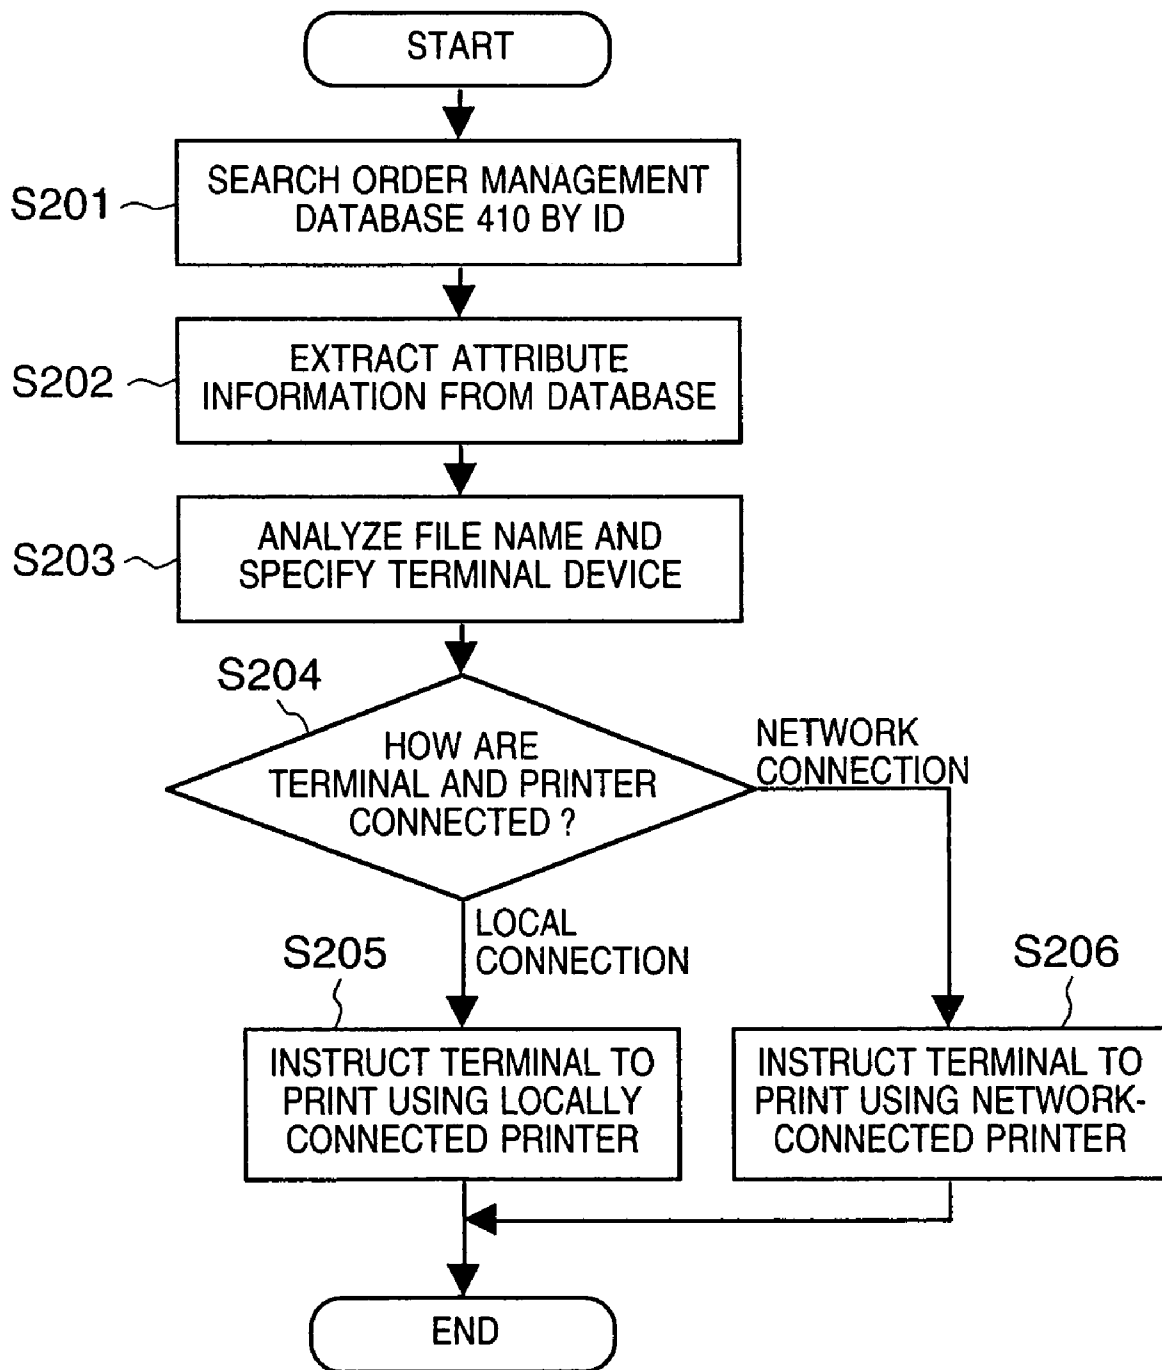 START
S201
SEARCH ORDER MANAGEMENT
DATABASE 410 BY ID
S202
EXTRACT ATTRIBUTE
INFORMATION FROM DATABASE
S203
ANALYZE FILE NAME AND
SPECIFY TERMINAL DEVICE
S204
HOW ARE
TERMINAL AND PRINTER
CONNECTED ?
NETWORK
CONNECTION
LOCAL
CONNECTION
S205
INSTRUCT TERMINAL TO
PRINT USING LOCALLY
CONNECTED PRINTER
S206
INSTRUCT TERMINAL TO
PRINT USING NETWORK-
CONNECTED PRINTER
END